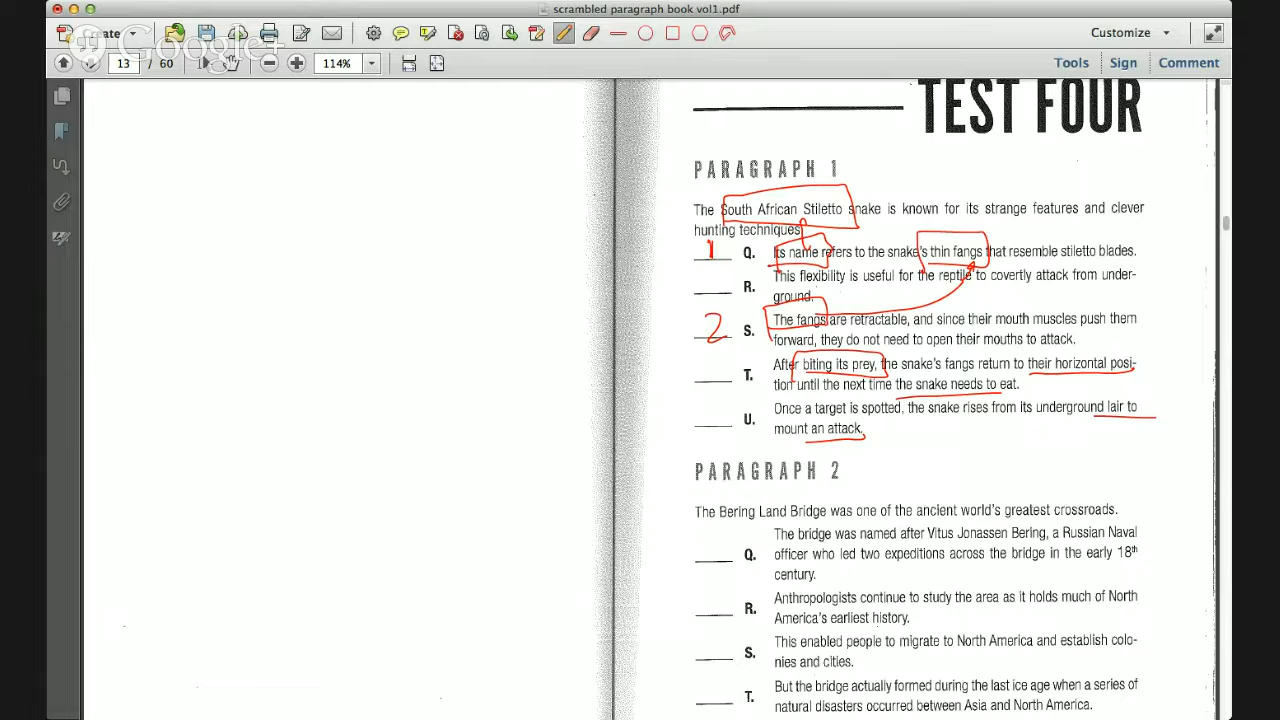 scrambled paragraph book vol1.pdf
Create
Google+
Customize
13 / 60
114%
Tools
Sign
Comment
TEST FOUR
PARAGRAPH 1
The South African Stiletto snake is known for its strange features and clever
hunting techniques.
1 Q. Its name refers to the snake's thin fangs that resemble stiletto blades.
R. This flexibility is useful for the reptile to covertly attack from under-
ground.
2 S. The fangs are retractable, and since their mouth muscles push them
forward, they do not need to open their mouths to attack.
T. After biting its prey, the snake's fangs return to their horizontal posi-
tion until the next time the snake needs to eat.
U. Once a target is spotted, the snake rises from its underground lair to
mount an attack.
PARAGRAPH 2
The Bering Land Bridge was one of the ancient world's greatest crossroads.
Q. The bridge was named after Vitus Jonassen Bering, a Russian Naval
officer who led two expeditions across the bridge in the early 18th
century.
R. Anthropologists continue to study the area as it holds much of North
America's earliest history.
S. This enabled people to migrate to North America and establish colo-
nies and cities.
T. But the bridge actually formed during the last ice age when a series of
natural disasters occurred between Asia and North America.